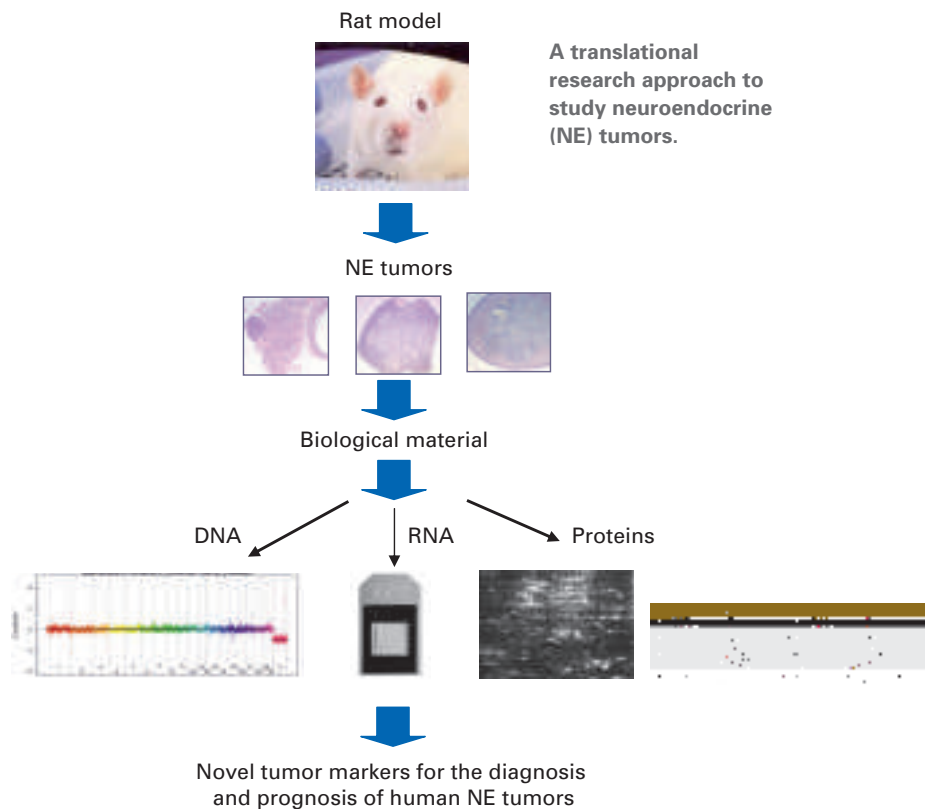 Rat model
A translational
research approach to
study neuroendocrine
(NE) tumors.
NE tumors
Biological material
DNA
RNA
Proteins
Novel tumor markers for the diagnosis
and prognosis of human NE tumors